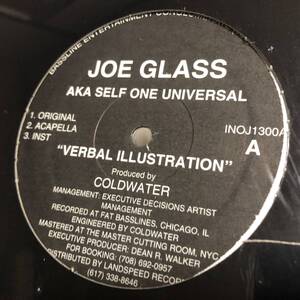 BASSLINE ENTERTAINMENT
JOE GLASS
AKA SELF ONE UNIVERSAL
1. ORIGINAL
2. ACAPELLA
3. INST
INOJ1300A
A
"VERBAL ILLUSTRATION"
Produced by
COLDWATER
MANAGEMENT: EXECUTIVE DECISIONS ARTIST
MANAGEMENT
RECORDED AT FAT BASSLINES, CHICAGO, IL
ENGINEERED BY COLDWATER
MASTERED AT THE MASTER CUTTING ROOM, NYC
EXECUTIVE PRODUCER: DEAN R. WALKER
FOR BOOKING: (708) 692-0957
DISTRIBUTED BY LANDSPEED RECORDS
(617) 338-8646